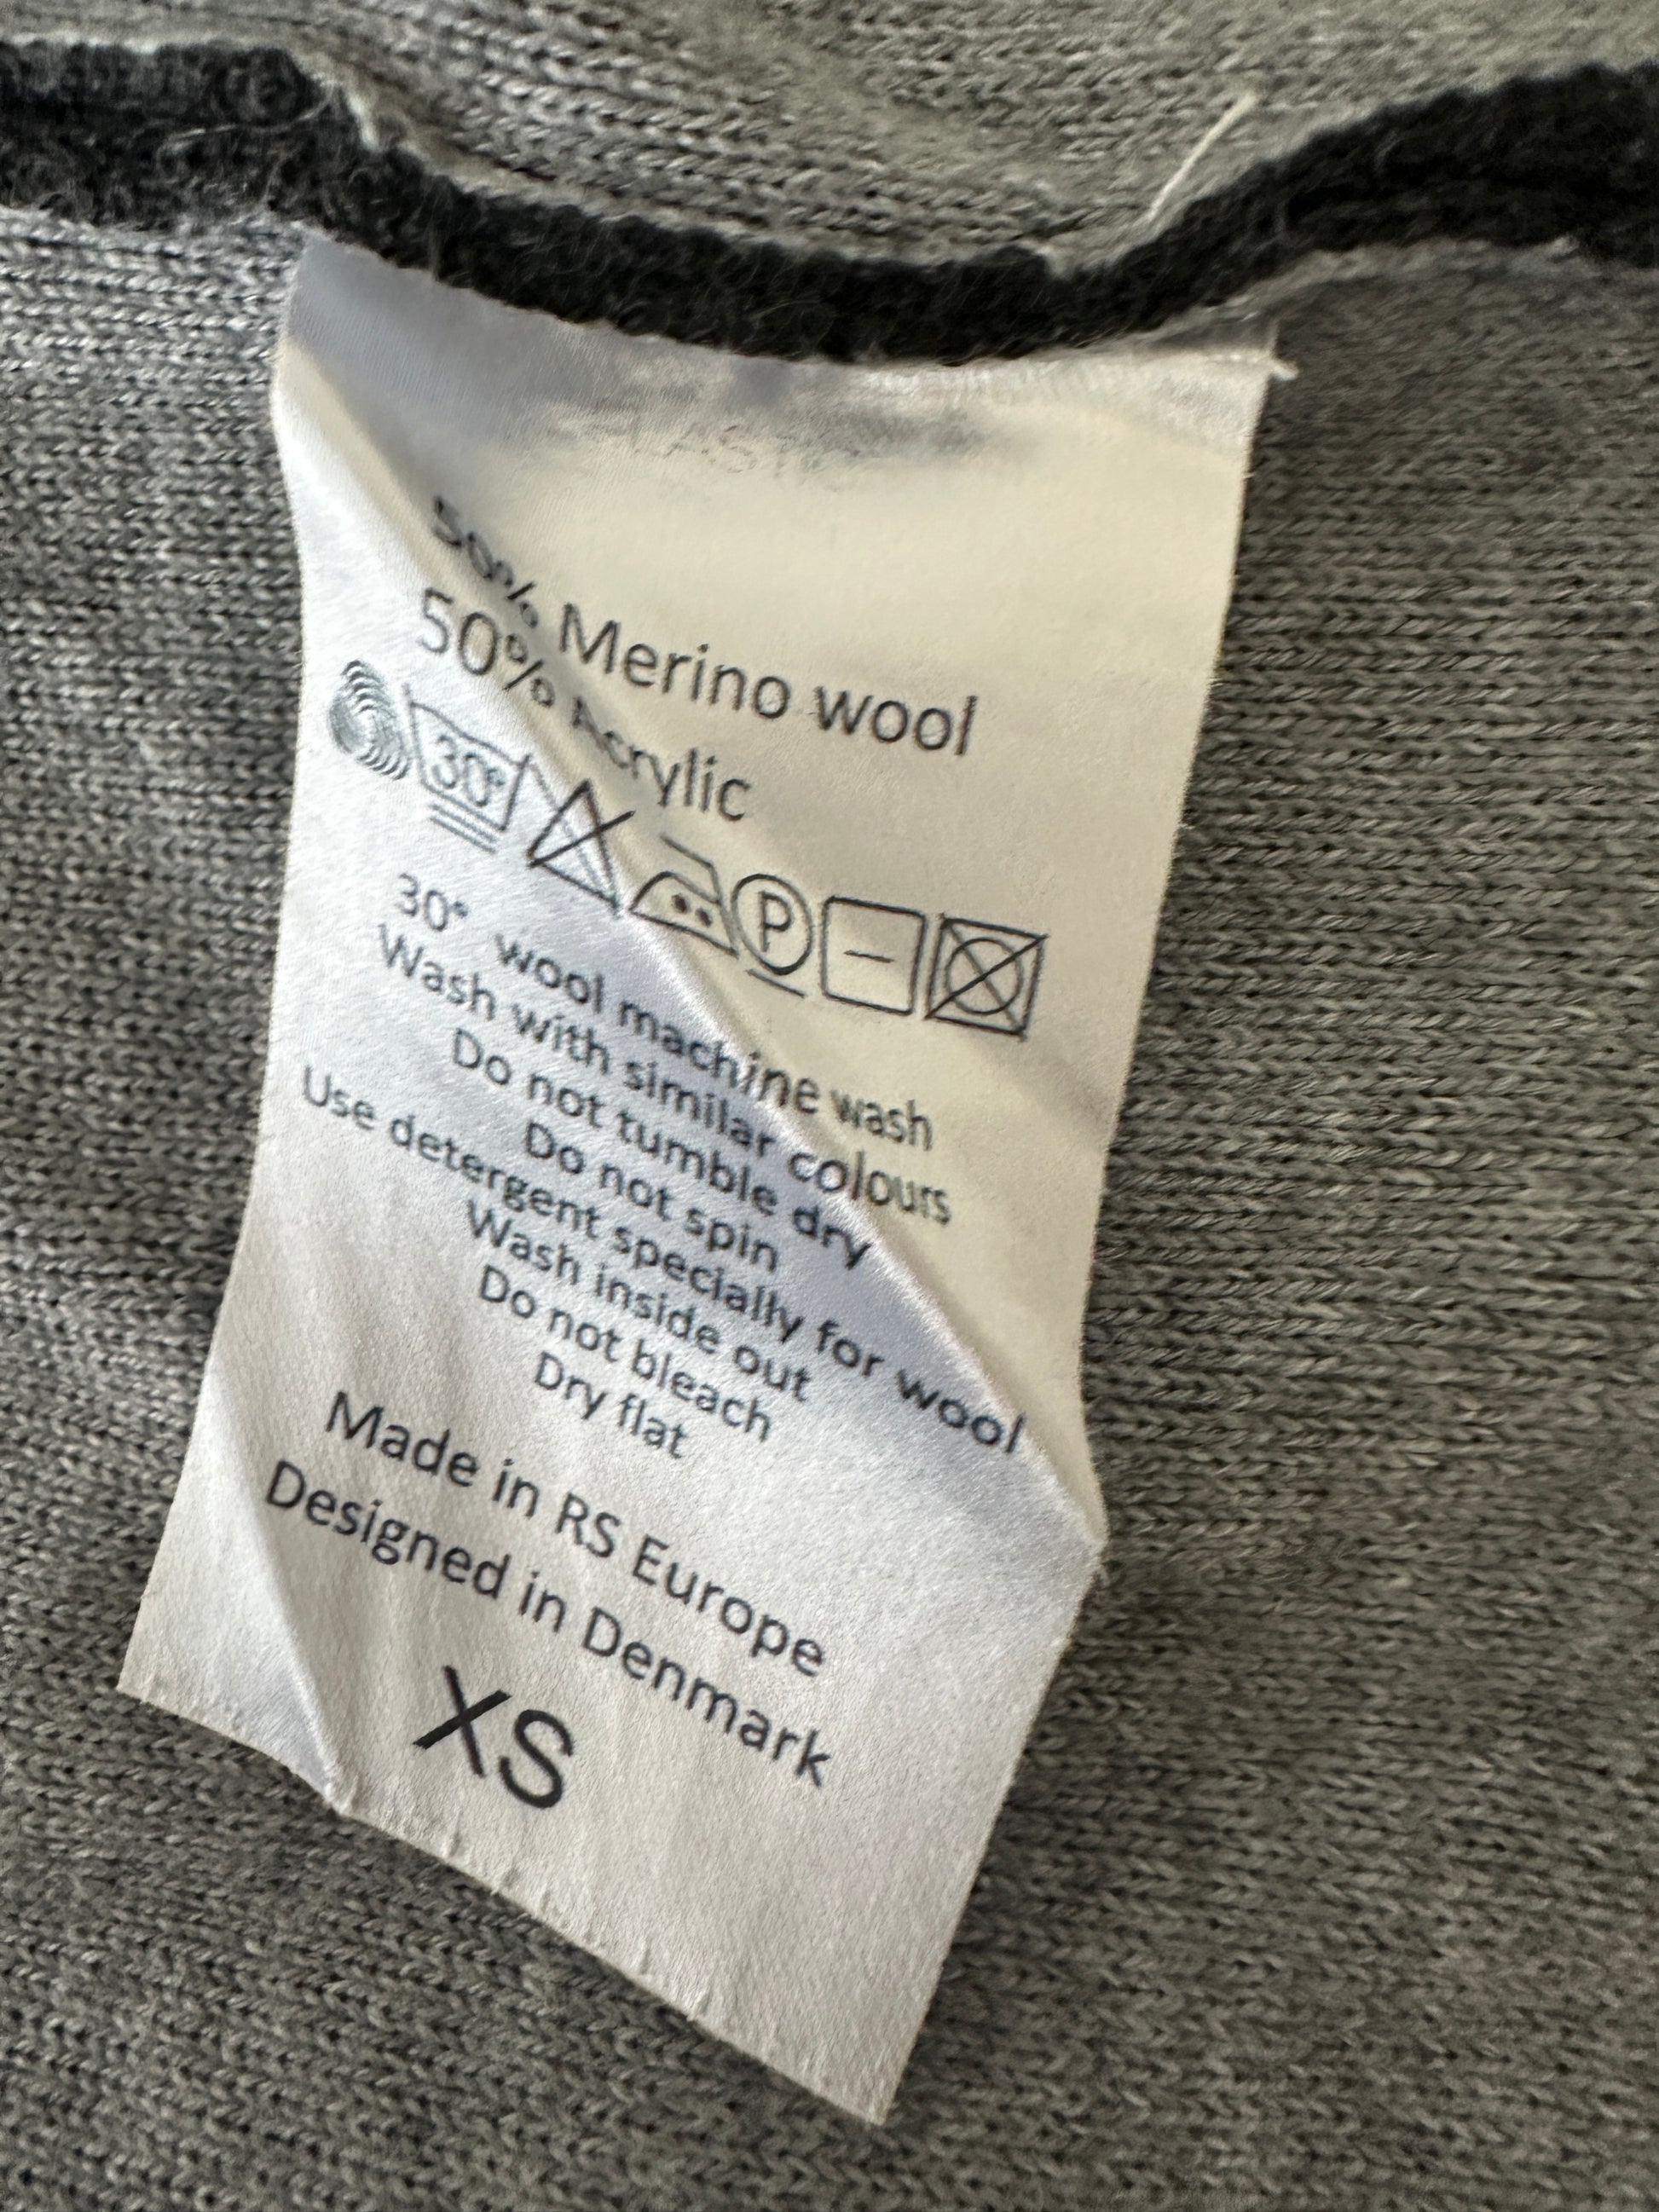 50% Merino wool
50% Acrylic
30°
P
30° wool machine wash
Wash with similar colours
Do not tumble dry
Do not spin
Use detergent specially for wool
Wash inside out
Do not bleach
Dry flat
Made in RS Europe
Designed in Denmark
XS